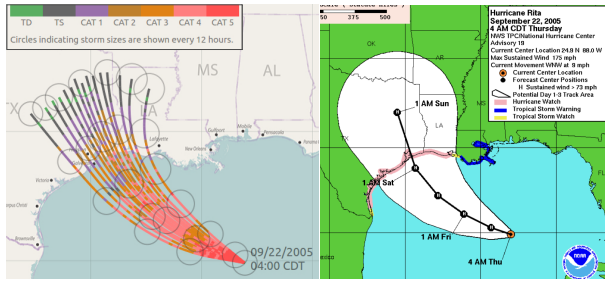 TD TS CAT 1 CAT 2 CAT 3 CAT 4 CAT 5
Circles indicating storm sizes are shown every 12 hours.
MS
AL
LA
TX
Lafayette
Gulfport
Mobile
Pensacola
New Orleans
Houston
Victoria
Brownsville
09/22/2005
04:00 CDT
50 375 500
Hurricane Rita
September 22, 2005
4 AM CDT Thursday
NWS TPC/National Hurricane Center
Advisory 19
Current Center Location 24.9 N 88.0 W
Max Sustained Wind 175 mph
Current Movement WNW at 9 mph
Current Center Location
Forecast Center Positions
H Sustained wind > 73 mph
Potential Day 1-3 Track Area
Hurricane Watch
Tropical Storm Warning
Tropical Storm Watch
OK
AR
TX
LA
MS
FL
1 AM Sun
H
1 AM Sat
H
H
H
H
1 AM Fri
4 AM Thu
NOAA